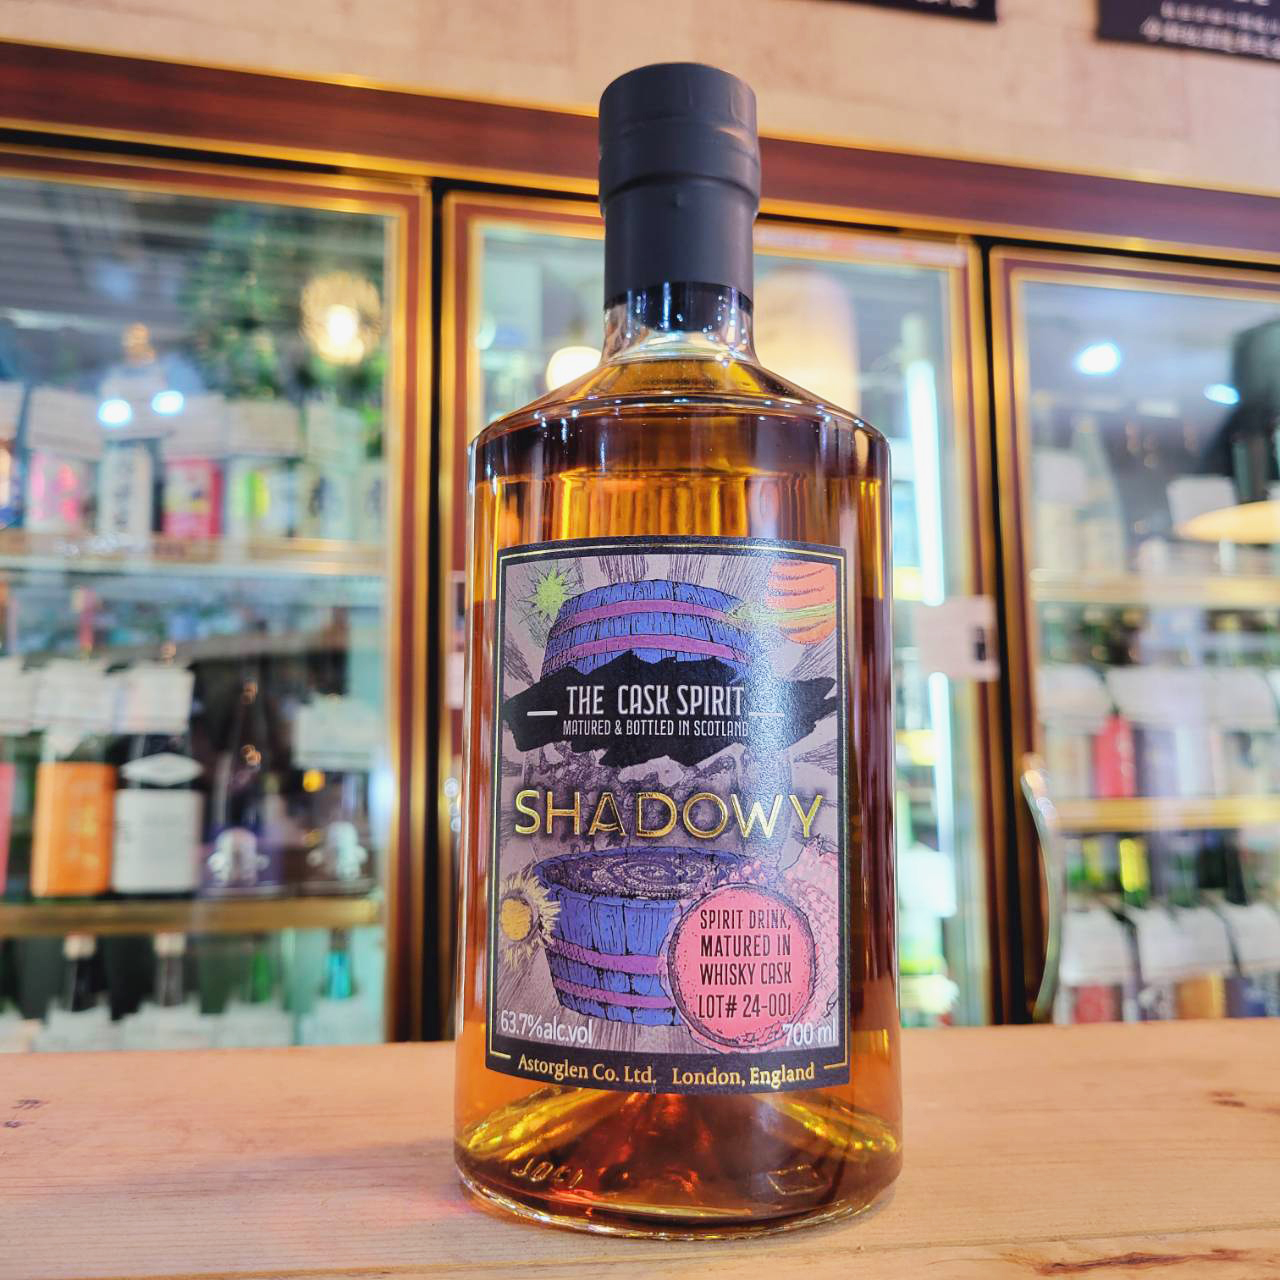 THE CASK SPIRIT
MATURED & BOTTLED IN SCOTLAND
SHADOWY
SPIRIT DRINK,
MATURED IN
WHISKY CASK
LOT# 24-001
63.7%alc.vol
700 ml
Astorglen Co. Ltd. London, England